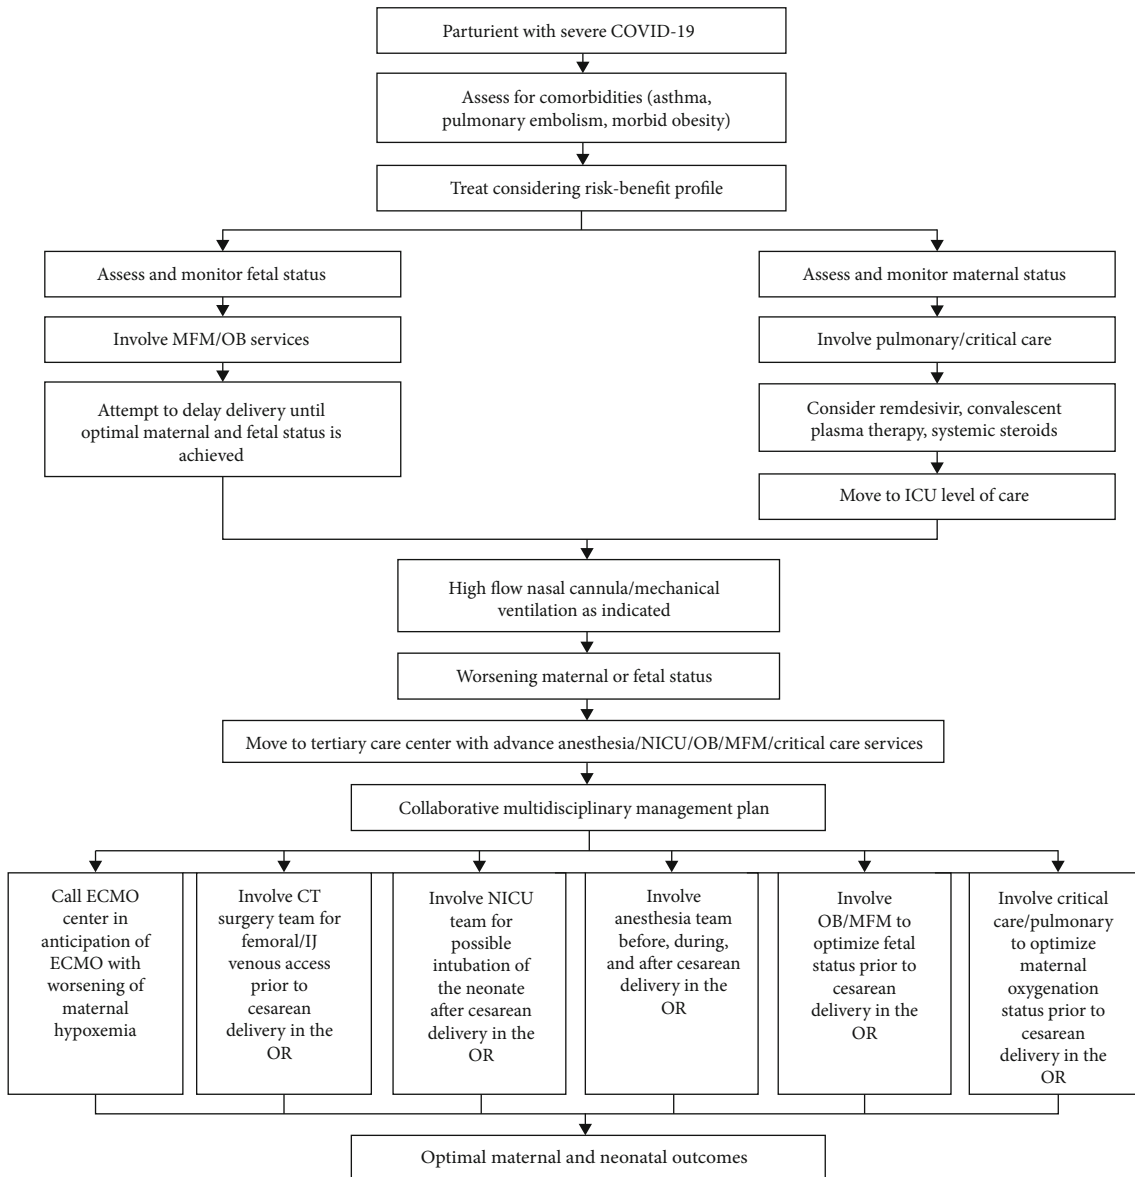 Parturient with severe COVID-19
Assess for comorbidities (asthma,
pulmonary embolism, morbid obesity)
Treat considering risk-benefit profile
Assess and monitor fetal status
Involve MFM/OB services
Attempt to delay delivery until
optimal maternal and fetal status is
achieved
Assess and monitor maternal status
Involve pulmonary/critical care
Consider remdesivir, convalescent
plasma therapy, systemic steroids
Move to ICU level of care
High flow nasal cannula/mechanical
ventilation as indicated
Worsening maternal or fetal status
Move to tertiary care center with advance anesthesia/NICU/OB/MFM/critical care services
Collaborative multidisciplinary management plan
Call ECMO
center in
anticipation of
ECMO with
worsening of
maternal
hypoxemia
Involve CT
surgery team for
femoral/IJ
venous access
prior to
cesarean
delivery in the
OR
Involve NICU
team for
possible
intubation of
the neonate
after cesarean
delivery in the
OR
Involve
anesthesia team
before, during,
and after cesarean
delivery in the
OR
Involve
OB/MFM to
optimize fetal
status prior to
cesarean
delivery in the
OR
Involve critical
care/pulmonary
to optimize
maternal
oxygenation
status prior to
cesarean
delivery in the
OR
Optimal maternal and neonatal outcomes